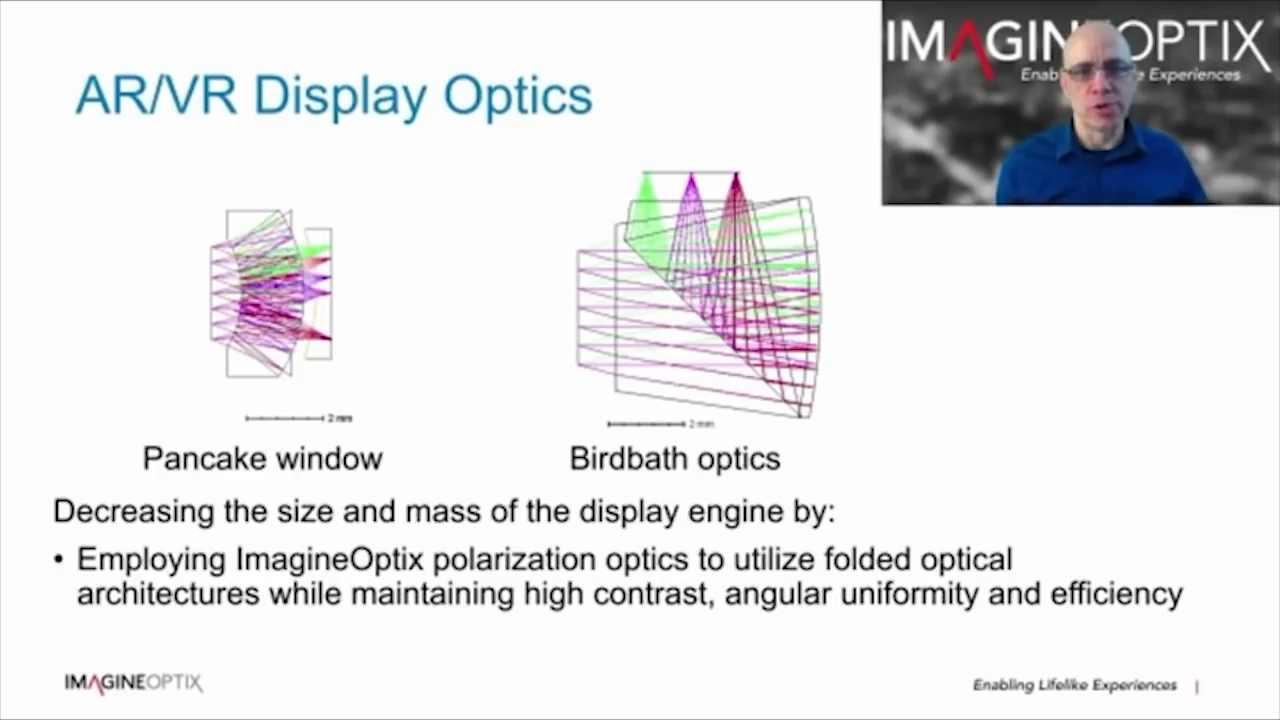 AR/VR Display Optics
IMAGINEOPTIX
Enab e Experiences
2 mm
2 mm
Pancake window
Birdbath optics
Decreasing the size and mass of the display engine by:
• Employing ImagineOptix polarization optics to utilize folded optical
architectures while maintaining high contrast, angular uniformity and efficiency
IMAGINEOPTIX
Enabling Lifelike Experiences |